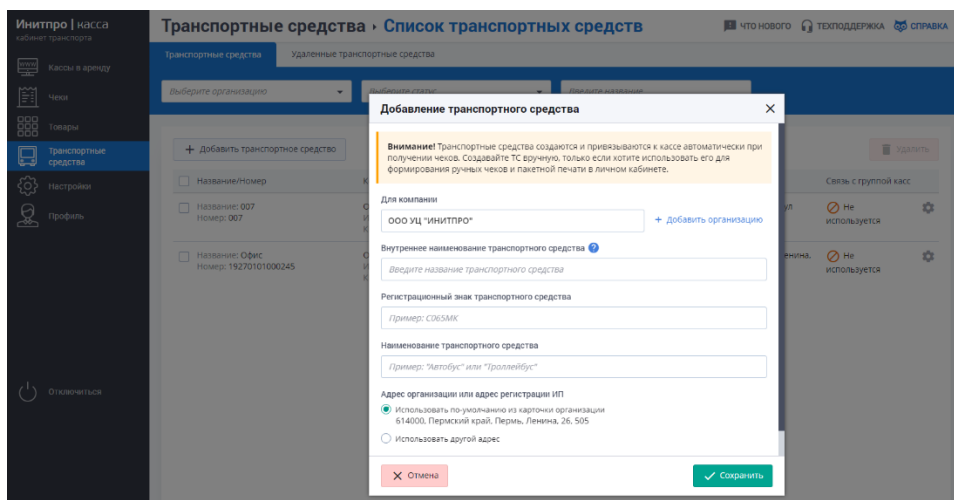 Инитпро | касса
кабинет транспорта
Транспортные средства › Список транспортных средств
ЧТО НОВОГО
ТЕХПОДДЕРЖКА
СПРАВКА
Кассы в аренду
Чеки
Товары
Транспортные
средства
Настройки
Профиль
Отключиться
Транспортные средства
Удаленные транспортные средства
Выберите организацию
Выберите статус
Введите название
+ Добавить транспортное средство
Удалить
Название/Номер
Связь с группой касс
Название: 007
Номер: 007
Не
используется
Название: Офис
Номер: 19270101000245
Не
используется
Добавление транспортного средства
Внимание! Транспортные средства создаются и привязываются к кассе автоматически при
получении чеков. Создавайте ТС вручную, только если хотите использовать его для
формирования ручных чеков и пакетной печати в личном кабинете.
Для компании
ООО УЦ "ИНИТПРО"
+ Добавить организацию
Внутреннее наименование транспортного средства ?
Введите название транспортного средства
Регистрационный знак транспортного средства
Пример: С065МК
Наименование транспортного средства
Пример: "Автобус" или "Троллейбус"
Адрес организации или адрес регистрации ИП
Использовать по-умолчанию из карточки организации
614000, Пермский край, Пермь, Ленина, 26, 505
Использовать другой адрес
Отмена
Сохранить